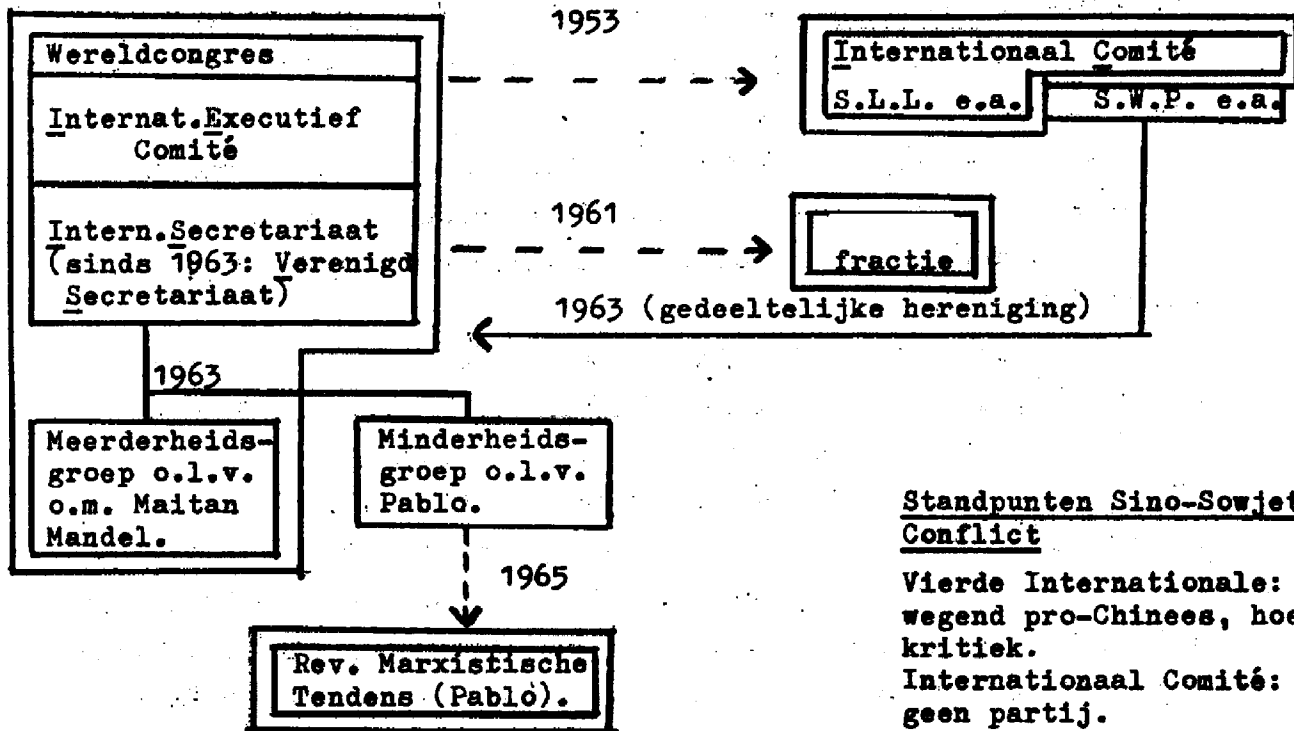 1953
Wereldcongres
Internat.Executief
Comité
Intern.Secretariaat
(sinds 1963: Verenigd
Secretariaat)
Internationaal Comité
S.L.L. e.a.
S.W.P. e.a.
1961
fractie
1963 (gedeeltelijke hereniging)
1963
Meerderheids-
groep o.l.v.
o.m. Maitan
Mandel.
Minderheids-
groep o.l.v.
Pablo.
1965
Rev. Marxistische
Tendens (Pablo).
Standpunten Sino-Sowjet
Conflict
Vierde Internationale:
wegend pro-Chinees, hoe
kritiek.
Internationaal Comité:
geen partij.